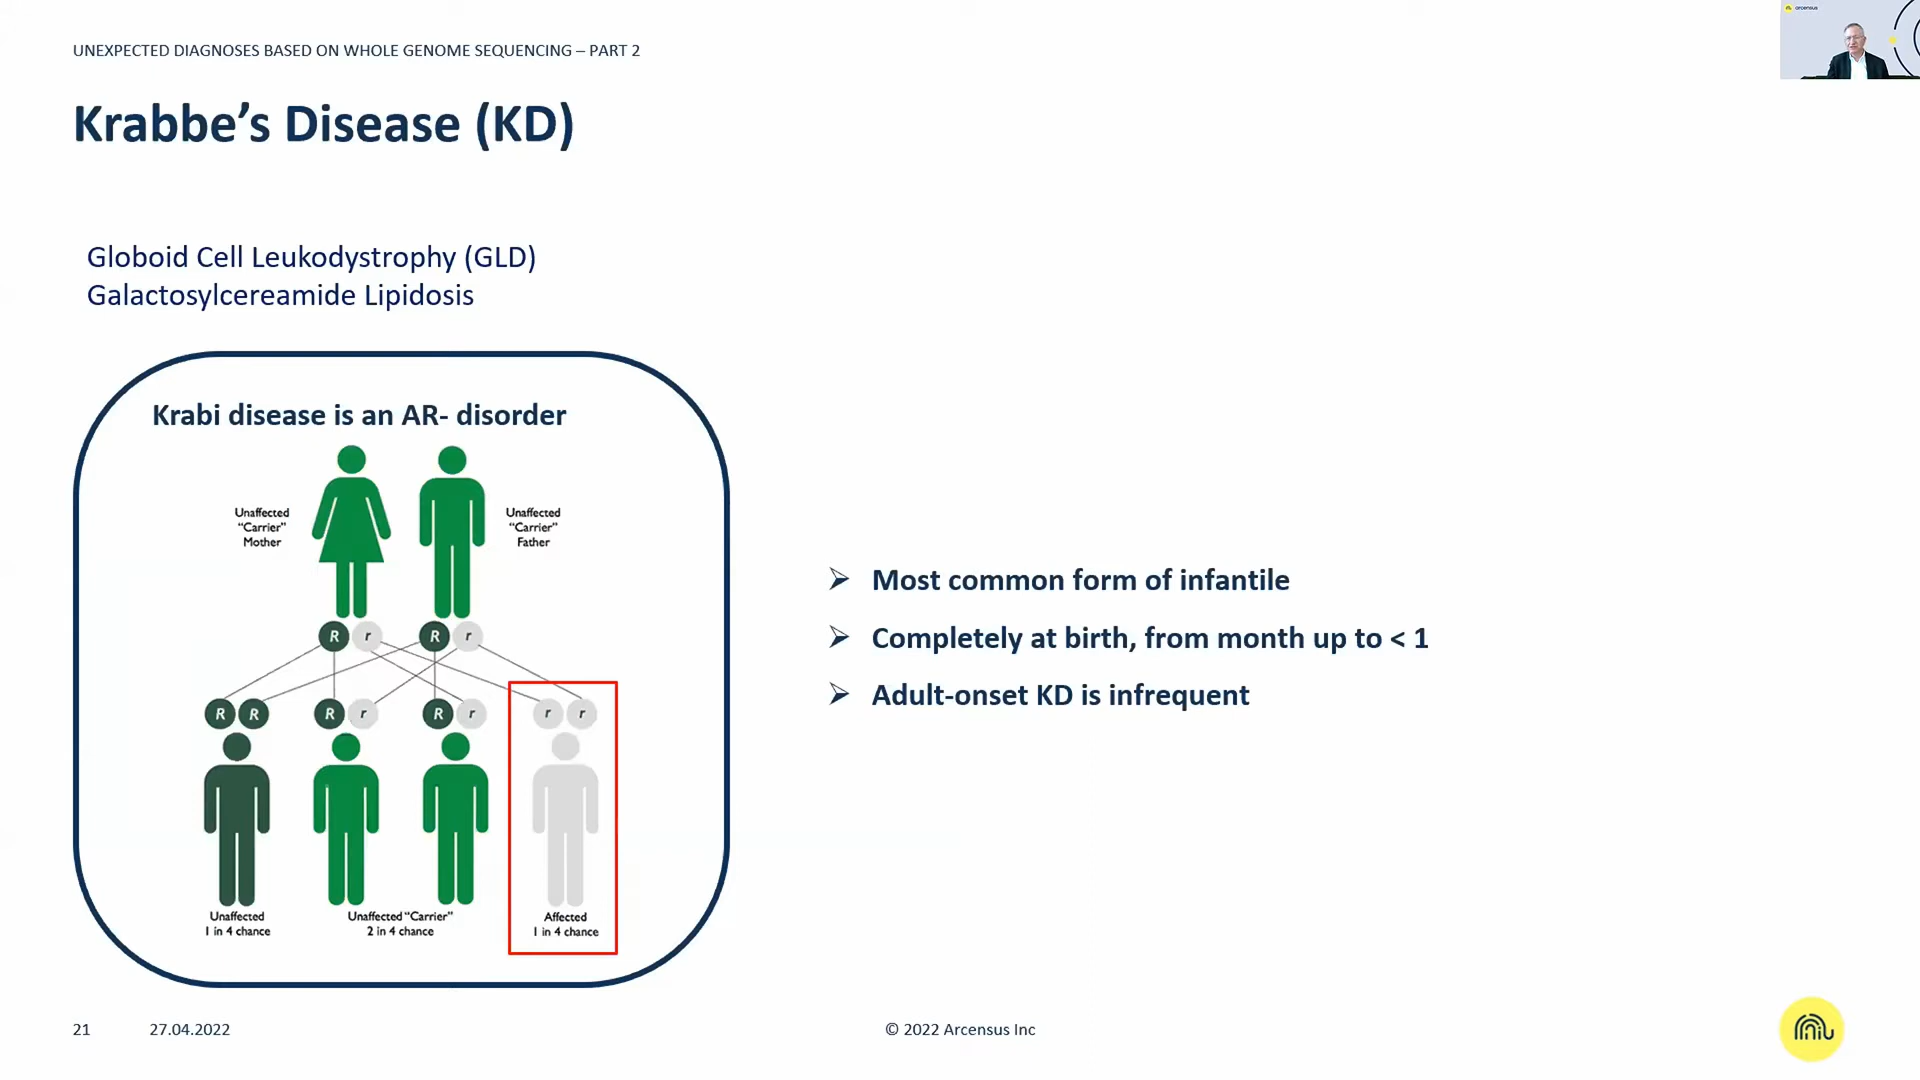 UNEXPECTED DIAGNOSES BASED ON WHOLE GENOME SEQUENCING – PART 2
arcensus
Krabbe’s Disease (KD)
Globoid Cell Leukodystrophy (GLD)
Galactosylcereamide Lipidosis
Krabi disease is an AR- disorder
Unaffected
“Carrier”
Mother
Unaffected
“Carrier”
Father
R r R r
R R R r R r r r
Unaffected
1 in 4 chance
Unaffected “Carrier”
2 in 4 chance
Affected
1 in 4 chance
➢ Most common form of infantile
➢ Completely at birth, from month up to < 1
➢ Adult-onset KD is infrequent
21 27.04.2022 © 2022 Arcensus Inc